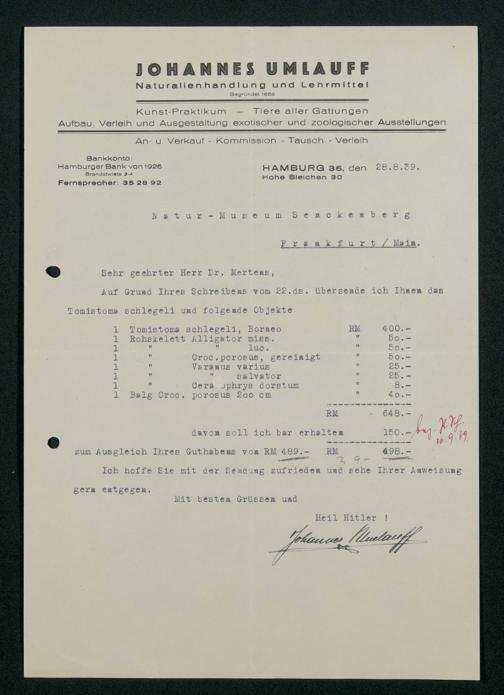 JOHANNES UMLAUFF
Naturalienhandlung und Lehrmittel
Gegründet 1868
Kunst-Praktikum — Tiere aller Gattungen
Aufbau, Verleih und Ausgestaltung exotischer und zoologischer Ausstellungen
An- u. Verkauf - Kommission - Tausch - Verleih
Bankkonto:
Hamburger Bank von 1926
Brandstwiete 2-4
Fernsprecher: 35 28 92
HAMBURG 36, den 28.8.39.
Hohe Bleichen 30
Natur-Museum Senckenberg
Frankfurt/Main.
Sehr geehrter Herr Dr. Mertens,
Auf Grund Ihres Schreibens vom 22.ds. übersende ich Ihnen das
Tomistoma schlegeli und folgende Objekte
1 Tomistoma schlegeli, Borneo RM 400.-
1 Rohskelett Alligator miss. " 50.-
1 " " luc. " 50.-
1 " Croc.porosus, gereinigt " 50.-
1 " Varanus varius " 25.-
1 " " salvator " 25.-
1 " Ceratophrys dorstum " 8.-
1 Balg Croc. porosus 200 cm " 40.-
RM 648.-
davon soll ich bar erhalten 150.-
zum Ausgleich Ihres Guthabens von RM 489.- RM 498.-
Ich hoffe Sie mit der Sendung zufrieden und sehe Ihrer Anweisung
gern entgegen.
Mit besten Grüssen und
Heil Hitler !
Johannes Umlauff